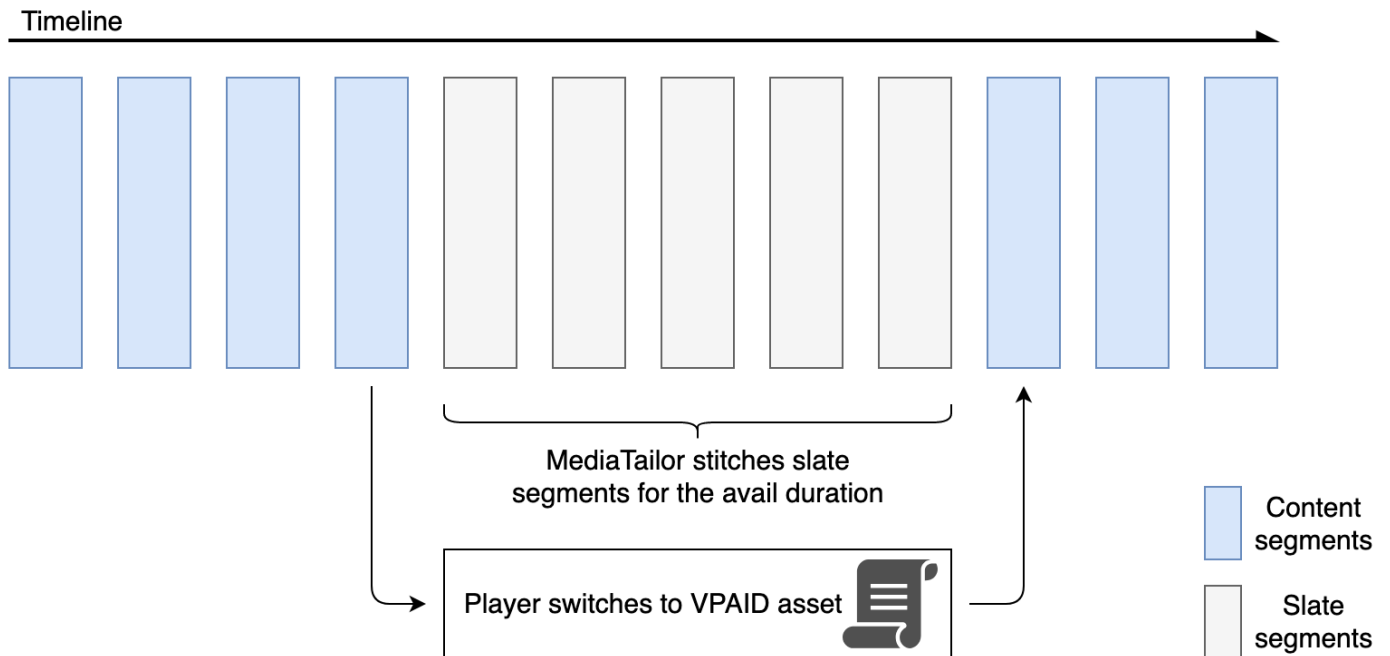 Timeline
MediaTailor stitches slate
segments for the avail duration
Player switches to VPAID asset
Content
segments
Slate
segments